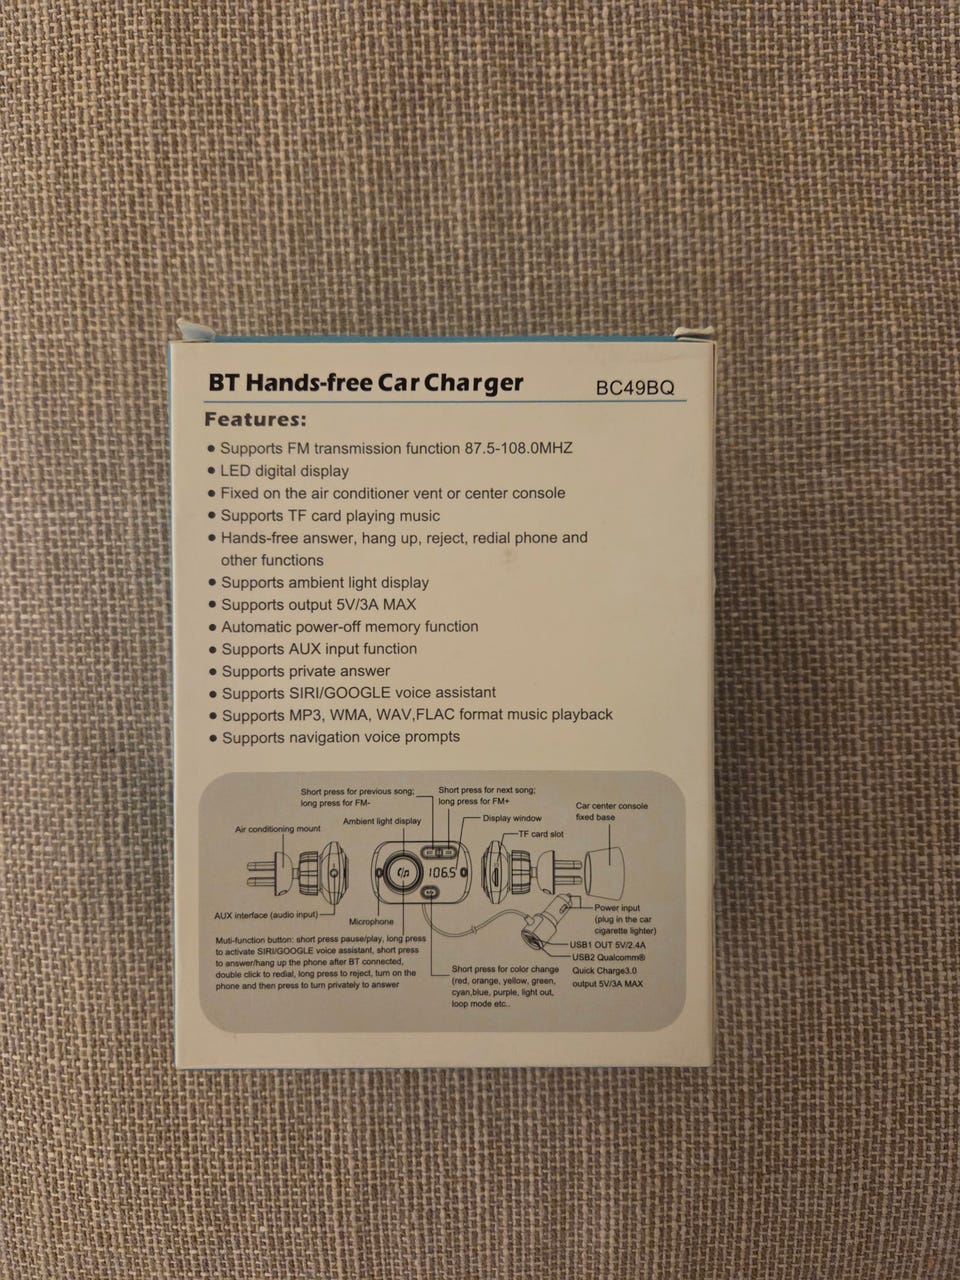 BT Hands-free Car Charger
BC49BQ
Features:
• Supports FM transmission function 87.5-108.0MHZ
• LED digital display
• Fixed on the air conditioner vent or center console
• Supports TF card playing music
• Hands-free answer, hang up, reject, redial phone and
other functions
• Supports ambient light display
• Supports output 5V/3A MAX
• Automatic power-off memory function
• Supports AUX input function
• Supports private answer
• Supports SIRI/GOOGLE voice assistant
• Supports MP3, WMA, WAV,FLAC format music playback
• Supports navigation voice prompts
Short press for previous song;
long press for FM-
Short press for next song;
long press for FM+
Car center console
fixed base
Air conditioning mount
Ambient light display
Display window
TF card slot
106.5
AUX interface (audio input)
Microphone
Power input
(plug in the car
cigarette lighter)
Muti-function button: short press pause/play, long press
to activate SIRI/GOOGLE voice assistant, short press
to answer/hang up the phone after BT connected,
double click to redial, long press to reject, turn on the
phone and then press to turn privately to answer
Short press for color change
(red, orange, yellow, green,
cyan,blue, purple, light out,
loop mode etc..
USB1 OUT 5V/2.4A
USB2 Qualcomm®
Quick Charge3.0
output 5V/3A MAX